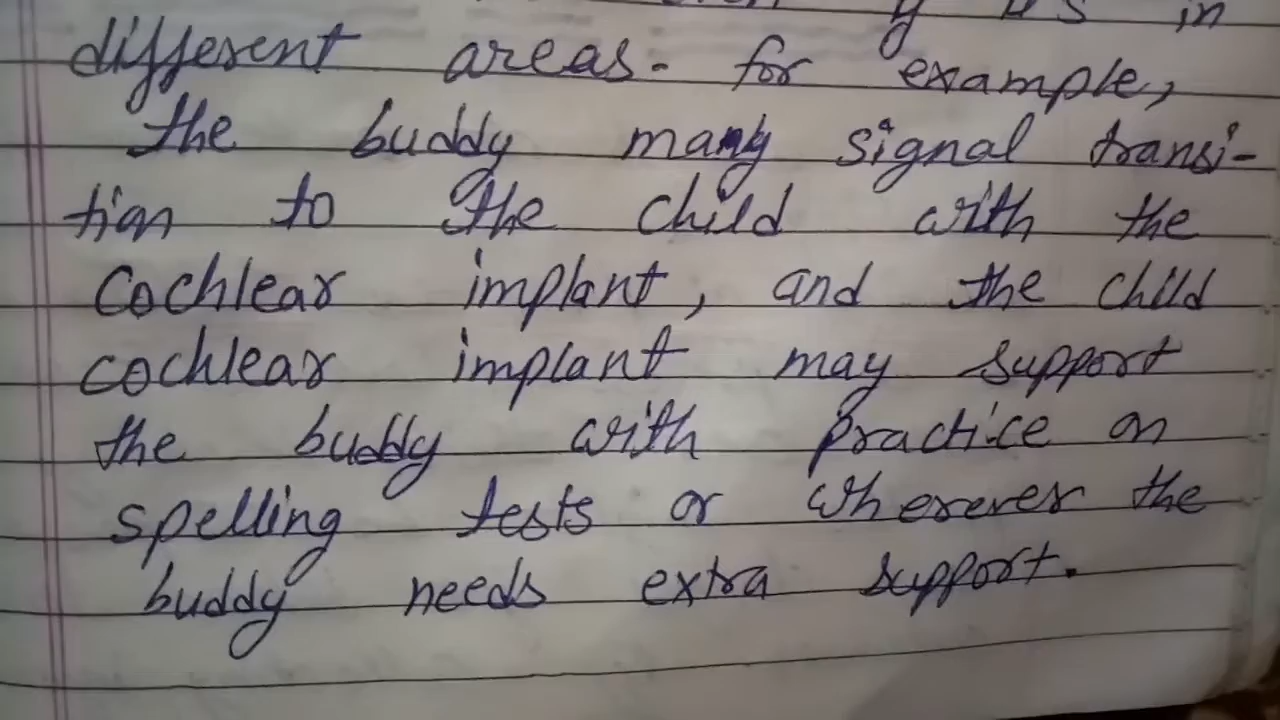 in
different areas. for example,
the buddy many signal transi-
tion to the child with the
Cochlear implant, and the child
cochlear implant may support
the buddy with practice on
spelling tests or wherever the
buddy needs extra support.